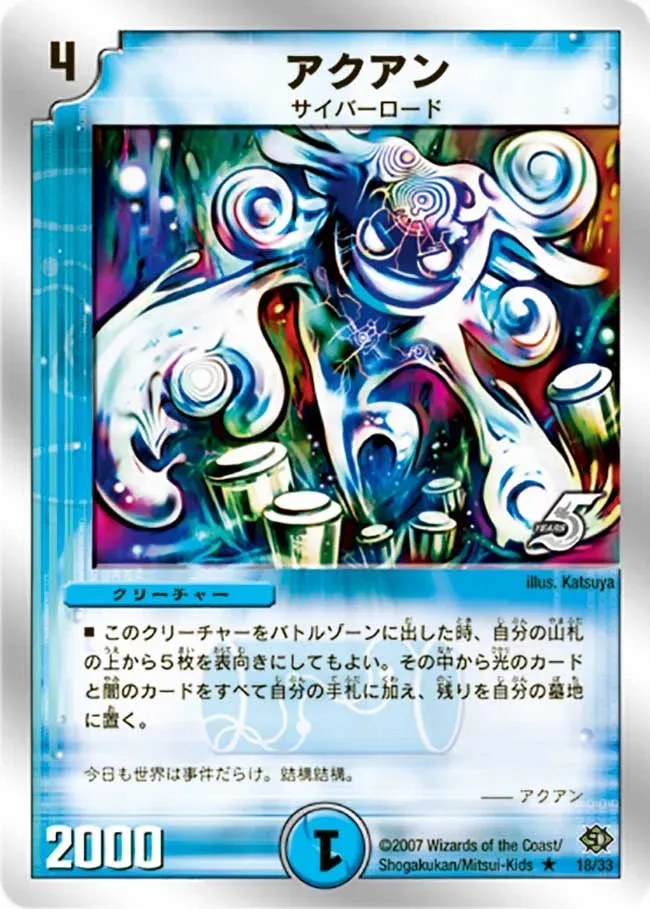 4
アクアン
サイバーロード
YEARS 5
illus. Katsuya
クリーチャー
■ このクリーチャーをバトルゾーンに出した時、自分の山札
の上から5枚を表向きにしてもよい。その中から光のカード
と闇のカードをすべて自分の手札に加え、残りを自分の墓地
に置く。
今日も世界は事件だらけ。結構結構。
—— アクアン
2000
1
©2007 Wizards of the Coast/
Shogakukan/Mitsui-Kids ★ 18/33